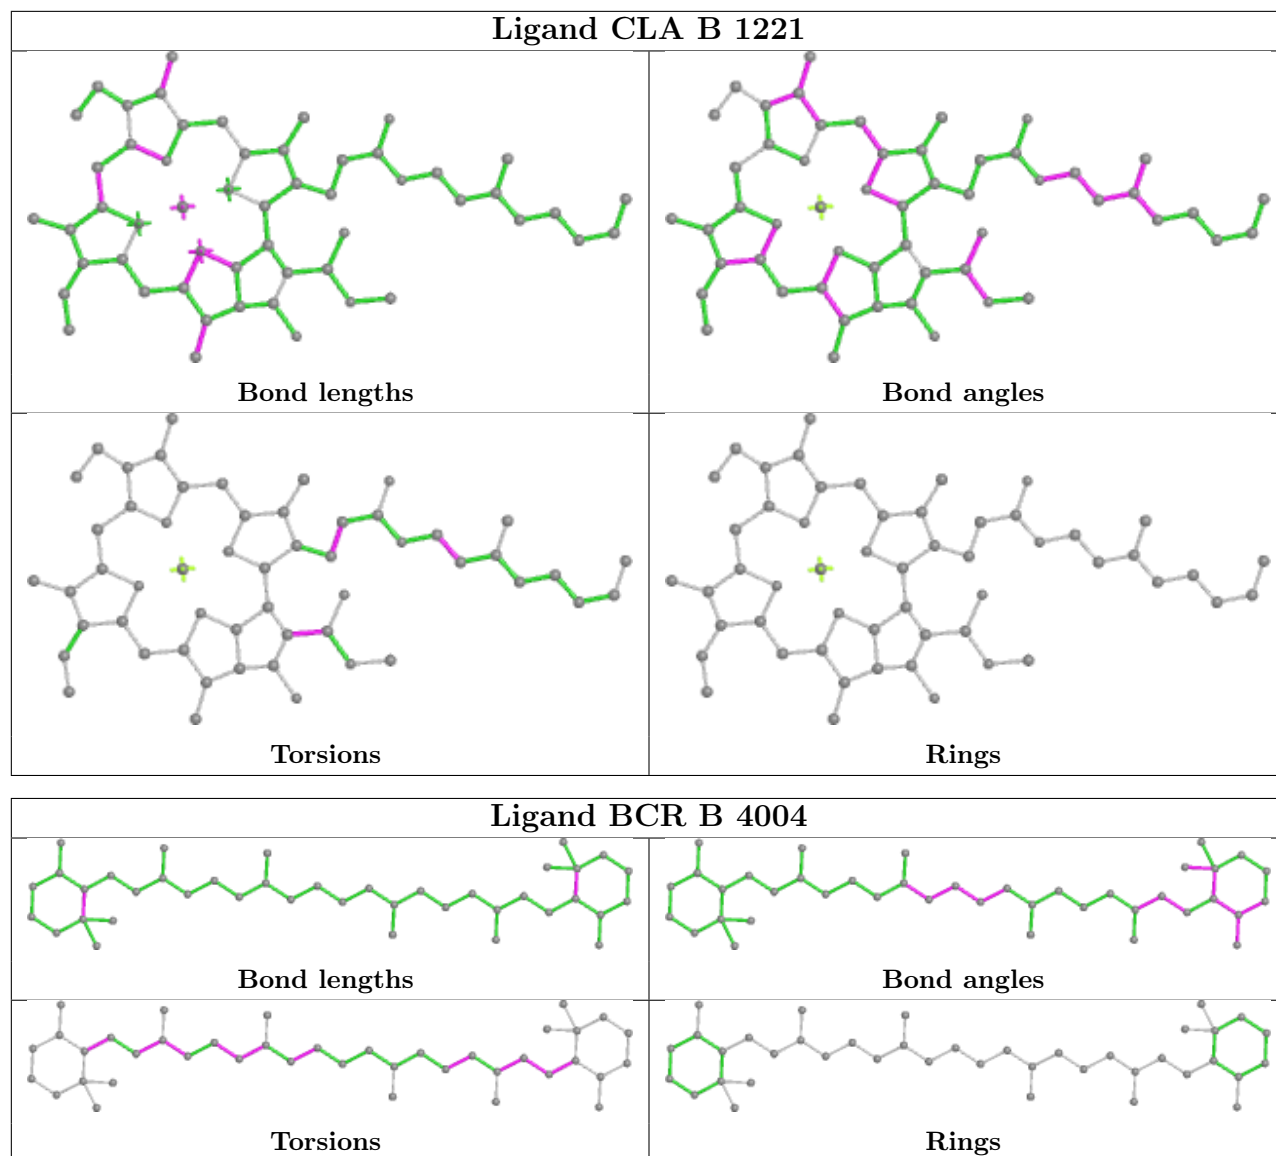 Ligand CLA B 1221
Bond lengths
Bond angles
Torsions
Rings
Ligand BCR B 4004
Bond lengths
Bond angles
Torsions
Rings